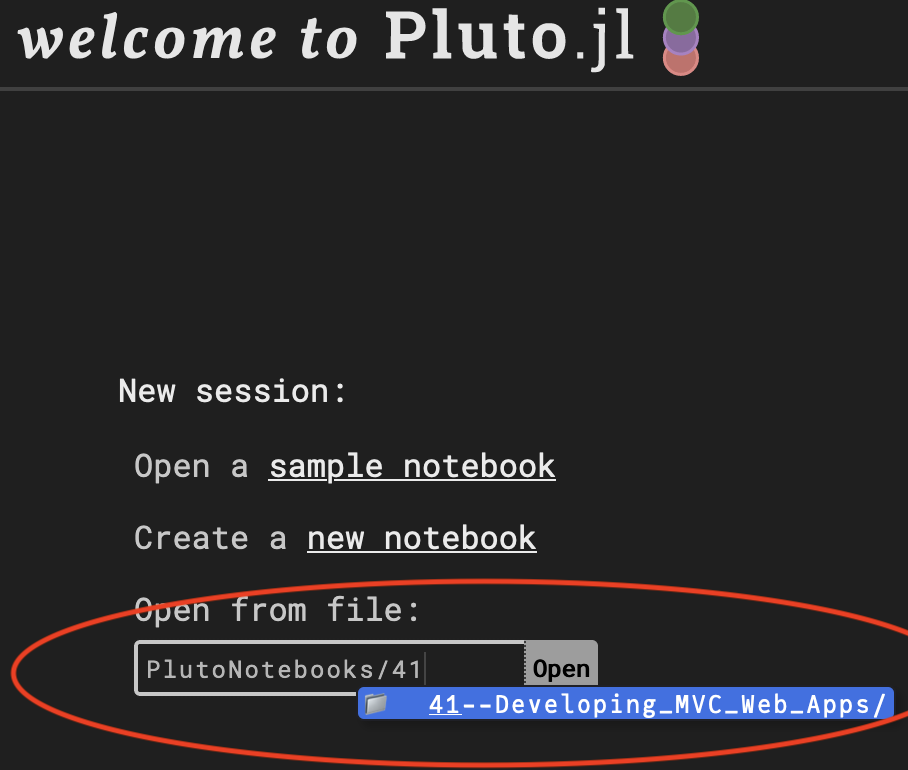 welcome to Pluto.jl
New session:
Open a sample notebook
Create a new notebook
Open from file:
PlutoNotebooks/41 Open
41--Developing_MVC_Web_Apps/